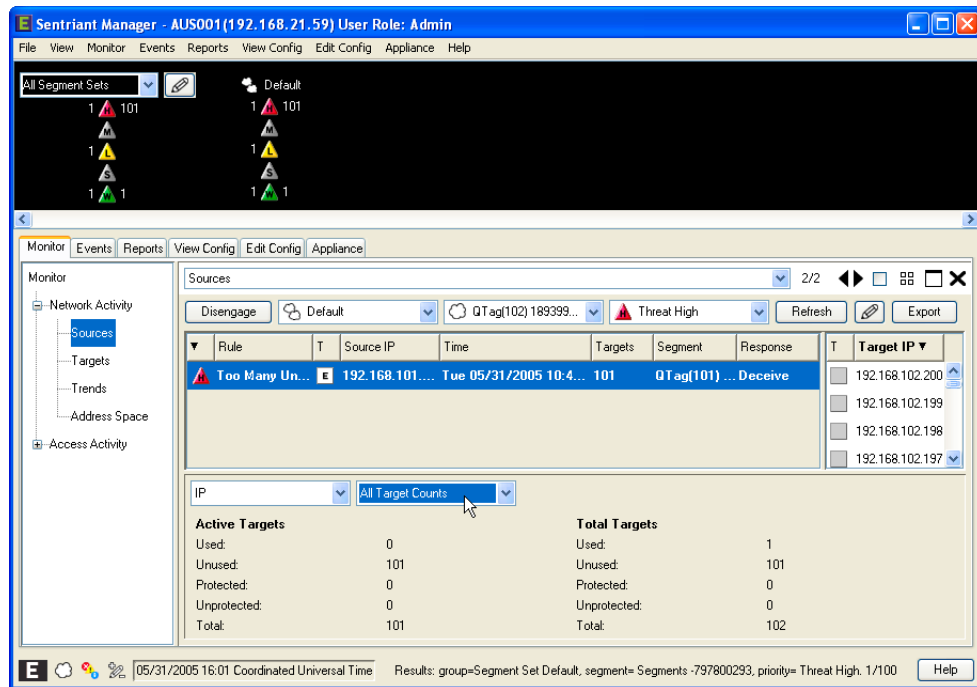 E Sentriant Manager - AUS001(192.168.21.59) User Role: Admin
File View Monitor Events Reports View Config Edit Config Appliance Help
All Segment Sets Default
1 H 101 1 H 101
M M
1 L 1 L
S S
1 W 1 1 W 1
Monitor Events Reports View Config Edit Config Appliance
Monitor
Network Activity
Sources
Targets
Trends
Address Space
Access Activity
Sources 2/2
Disengage Default QTag(102) 189399... H Threat High Refresh Export
Rule T Source IP Time Targets Segment Response T Target IP
H Too Many Un... E 192.168.101.... Tue 05/31/2005 10:4... 101 QTag(101) ... Deceive
192.168.102.200
192.168.102.199
192.168.102.198
192.168.102.197
IP All Target Counts
Active Targets Total Targets
Used: 0 Used: 1
Unused: 101 Unused: 101
Protected: 0 Protected: 0
Unprotected: 0 Unprotected: 0
Total: 101 Total: 102
E 05/31/2005 16:01 Coordinated Universal Time Results: group=Segment Set Default, segment= Segments -797800293, priority= Threat High. 1/100 Help